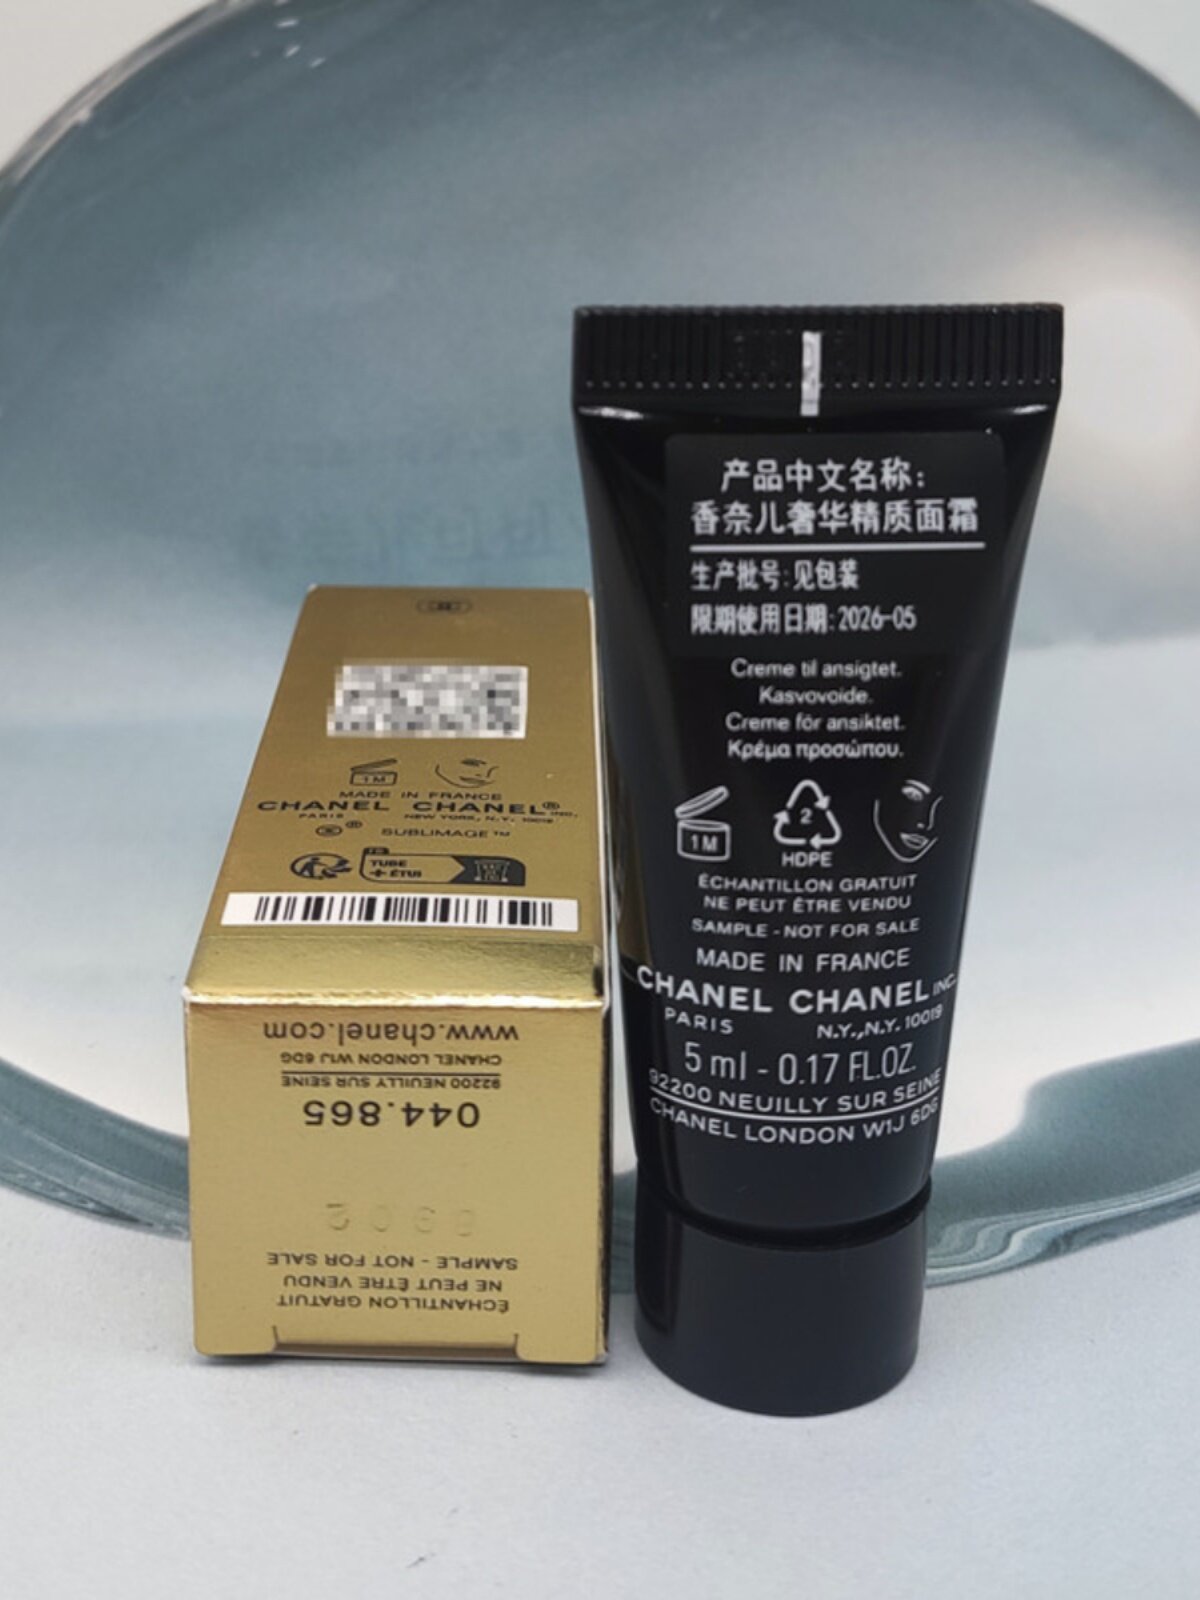 1M
MADE IN FRANCE
CHANEL CHANEL® INC.
PARIS NEW YORK, N.Y. 10019
® SUBLIMAGE™
FR
TUBE
+ ÉTUI
www.chanel.com
CHANEL LONDON W1J 6DG
92200 NEUILLY SUR SEINE
044.865
SAMPLE - NOT FOR SALE
NE PEUT ÊTRE VENDU
ÉCHANTILLON GRATUIT
产品中文名称:
香奈儿奢华精质面霜
生产批号:见包装
限期使用日期:2026-05
Creme til ansigtet.
Kasvovoide.
Creme för ansiktet.
Κρέμα προσώπου.
1M
2
HDPE
ÉCHANTILLON GRATUIT
NE PEUT ÊTRE VENDU
SAMPLE - NOT FOR SALE
MADE IN FRANCE
CHANEL CHANEL INC.
PARIS N.Y., N.Y. 10019
5 ml - 0.17 FL.OZ.
92200 NEUILLY SUR SEINE
CHANEL LONDON W1J 6DG